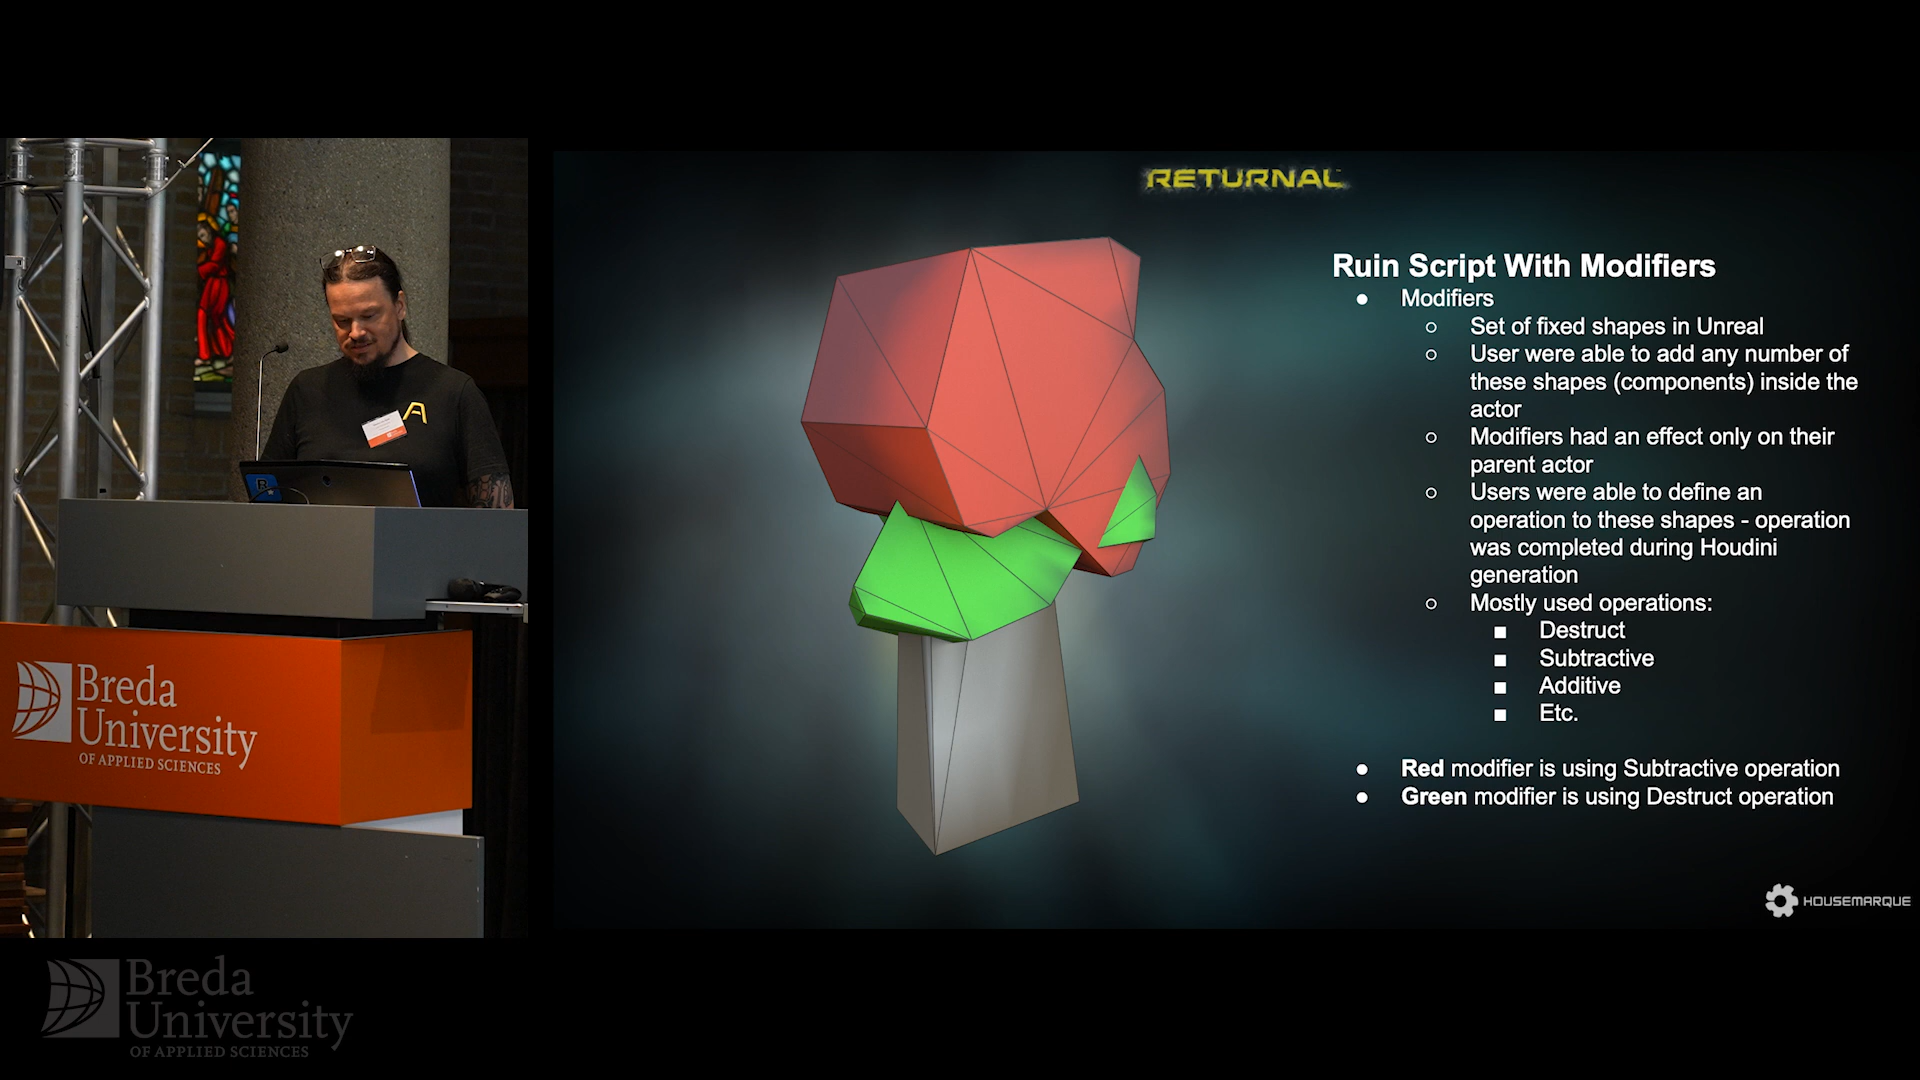 RETURNAL
Ruin Script With Modifiers
● Modifiers
○ Set of fixed shapes in Unreal
○ User were able to add any number of
these shapes (components) inside the
actor
○ Modifiers had an effect only on their
parent actor
○ Users were able to define an
operation to these shapes - operation
was completed during Houdini
generation
○ Mostly used operations:
■ Destruct
■ Subtractive
■ Additive
■ Etc.
● Red modifier is using Subtractive operation
● Green modifier is using Destruct operation
HOUSEMARQUE
Breda
University
OF APPLIED SCIENCES
Breda
University
OF APPLIED SCIENCES